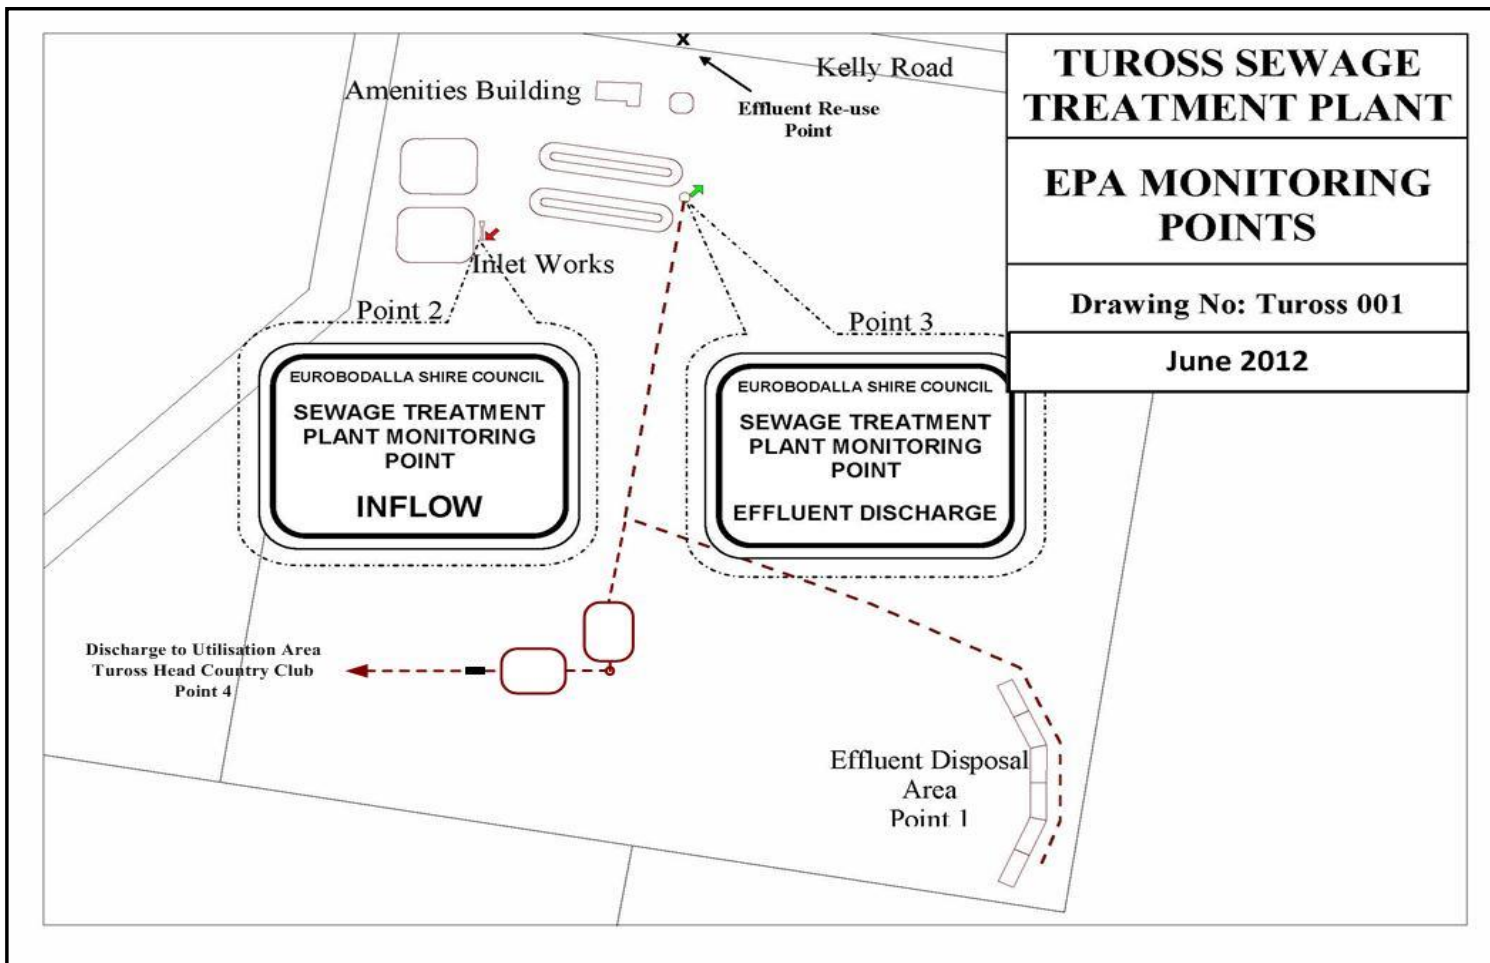 TUROSS SEWAGE
TREATMENT PLANT
EPA MONITORING
POINTS
Drawing No: Tuross 001
June 2012
X
Kelly Road
Amenities Building
Effluent Re-use
Point
Inlet Works
Point 2
Point 3
EUROBODALLA SHIRE COUNCIL
SEWAGE TREATMENT
PLANT MONITORING
POINT
INFLOW
EUROBODALLA SHIRE COUNCIL
SEWAGE TREATMENT
PLANT MONITORING
POINT
EFFLUENT DISCHARGE
Discharge to Utilisation Area
Tuross Head Country Club
Point 4
Effluent Disposal
Area
Point 1